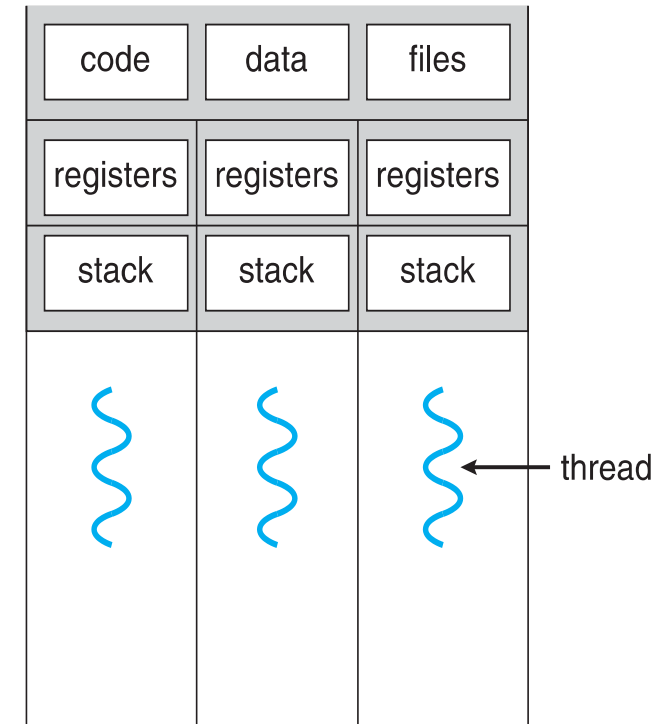 code data files
registers registers registers
stack stack stack
thread